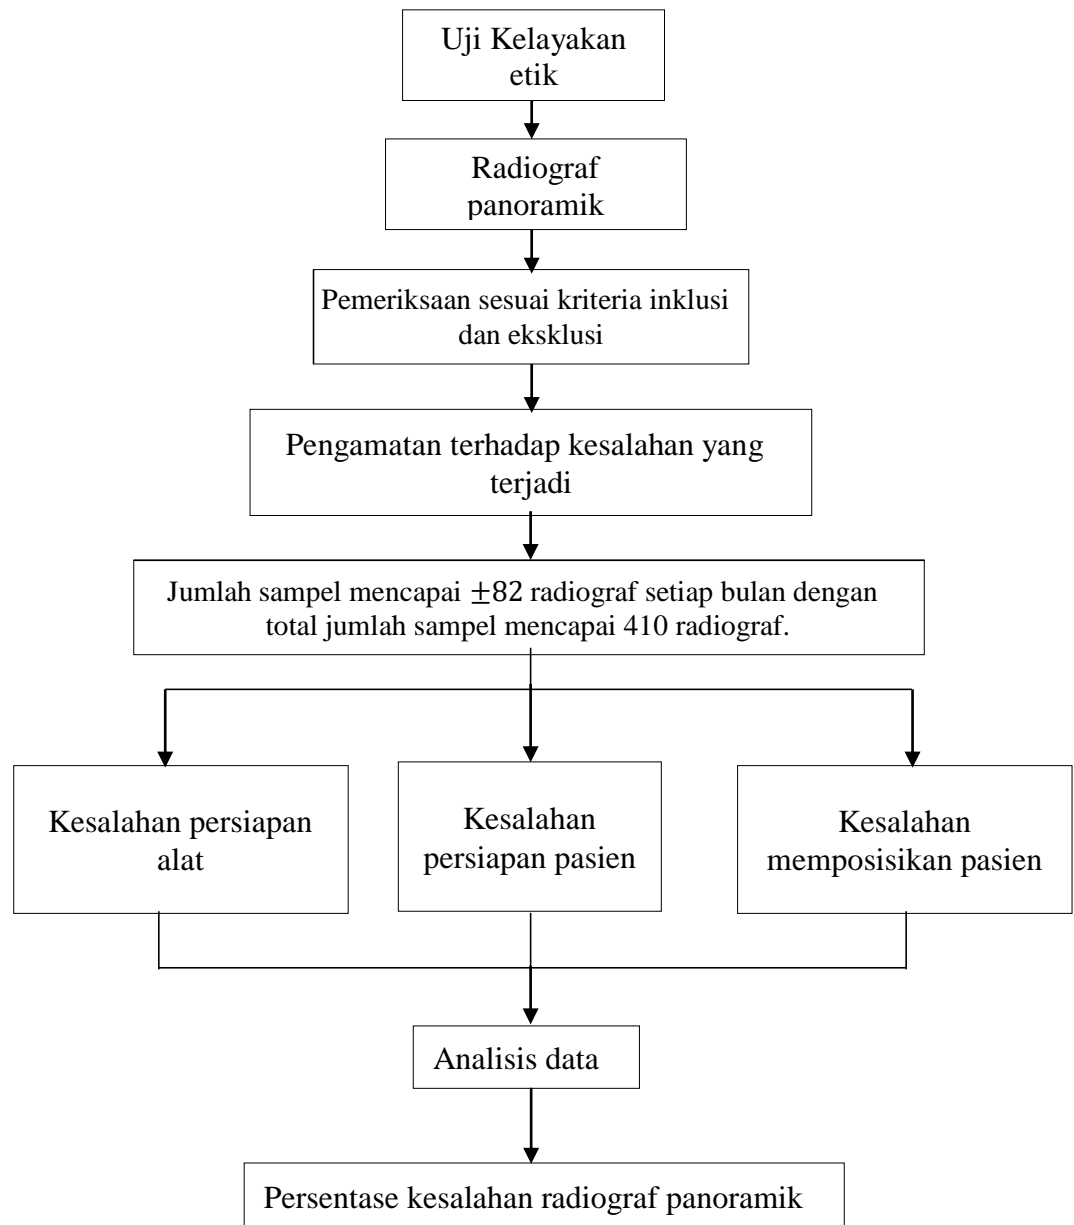 Uji Kelayakan
etik
Radiograf
panoramik
Pemeriksaan sesuai kriteria inklusi
dan eksklusi
Pengamatan terhadap kesalahan yang
terjadi
Jumlah sampel mencapai ±82 radiograf setiap bulan dengan
total jumlah sampel mencapai 410 radiograf.
Kesalahan persiapan
alat
Kesalahan
persiapan pasien
Kesalahan
memposisikan pasien
Analisis data
Persentase kesalahan radiograf panoramik